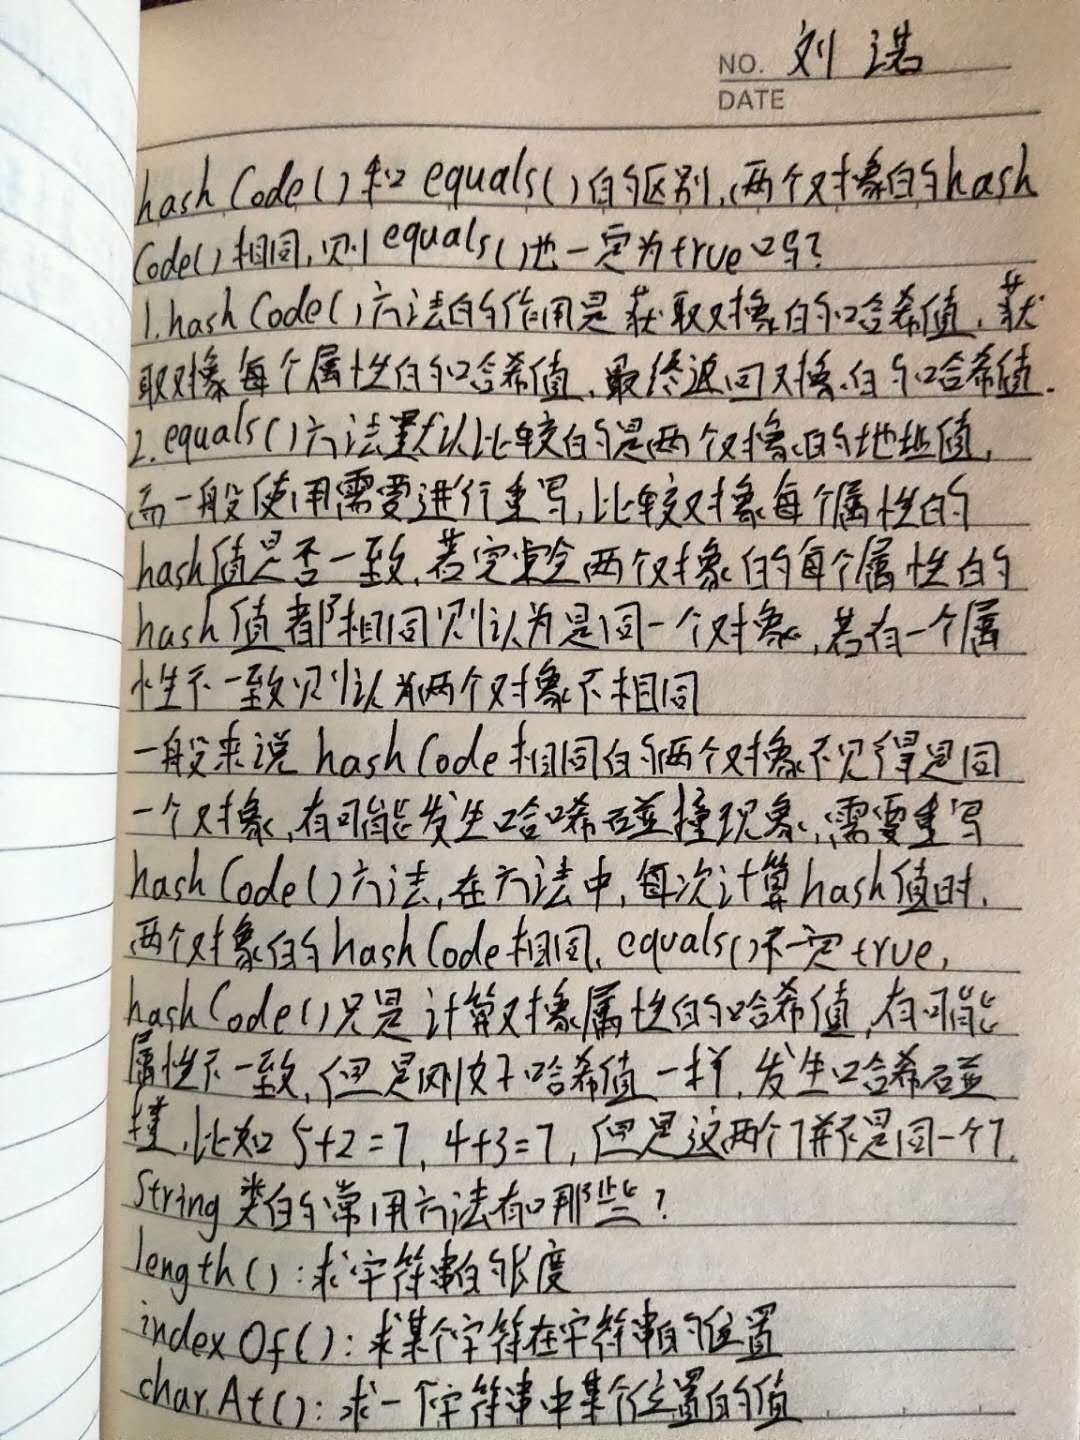 NO. 刘诺
DATE
hashCode()和equals()的区别,两个对象的hash
Code()相同,则equals()也一定为true吗?
1.hashCode()方法的作用是获取对象的哈希值,获
取对象每个属性的哈希值,最终返回对象的哈希值.
2.equals()方法默认比较的是两个对象的地址值,
而一般使用需要进行重写,比较对象每个属性的
hash值是否一致,若完全两个对象的每个属性的
hash值都相同则认为是同一个对象,若有一个属
性不一致则认为两个对象不相同
一般来说hashCode相同的两个对象不见得是同
一个对象,有可能发生哈唏碰撞现象,需要重写
hashCode()方法,在方法中,每次计算hash值时,
两个对象的hashCode相同,equals()不一定true,
hashCode()只是计算对象属性的哈希值,有可能
属性不一致,但是刚好哈希值一样,发生哈希碰
撞,比如5+2=7,4+3=7,但是这两个7并不是同一个7.
String类的常用方法有哪些?
length():求字符串的长度
indexOf():求某个字符在字符串的位置
charAt():求一个字符串中某个位置的值